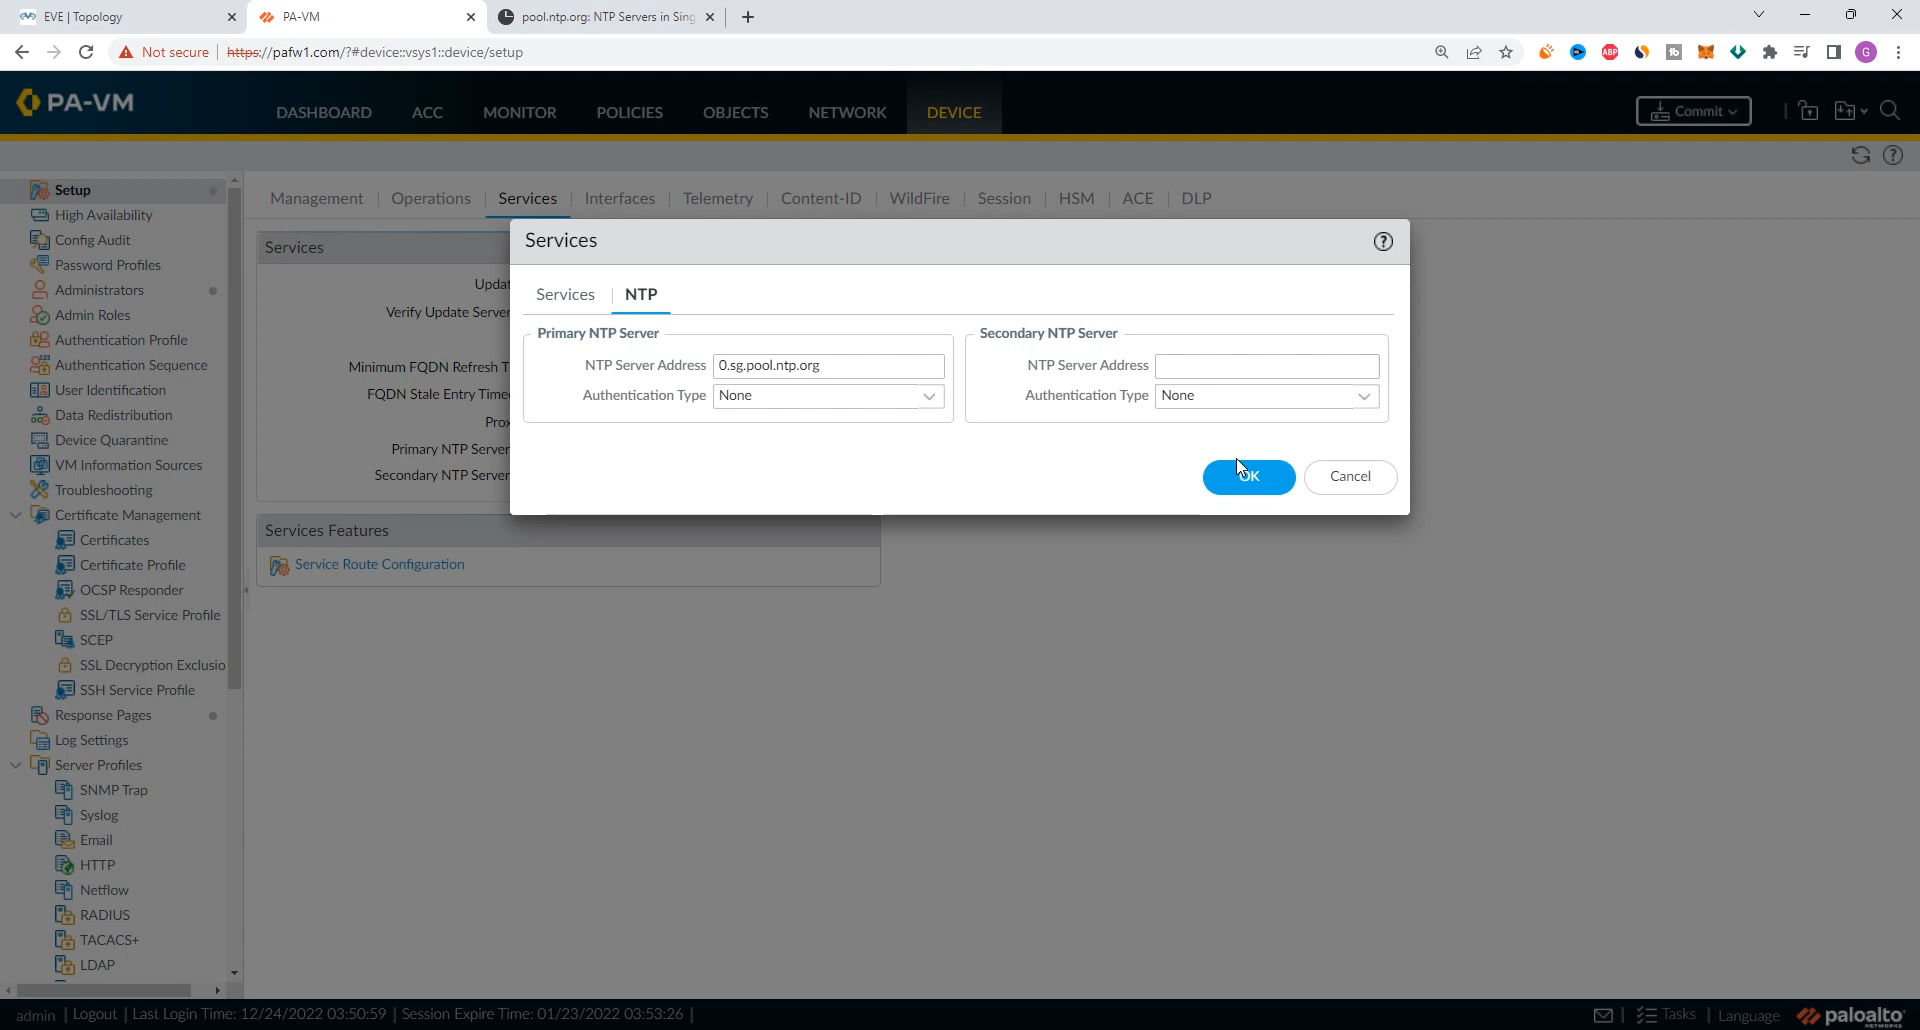 EVE | Topology
PA-VM
pool.ntp.org: NTP Servers in Sing
Not secure
https://pafw1.com/?#device::vsys1::device/setup
PA-VM
DASHBOARD
ACC
MONITOR
POLICIES
OBJECTS
NETWORK
DEVICE
Commit
Setup
High Availability
Config Audit
Password Profiles
Administrators
Admin Roles
Authentication Profile
Authentication Sequence
User Identification
Data Redistribution
Device Quarantine
VM Information Sources
Troubleshooting
Certificate Management
Certificates
Certificate Profile
OCSP Responder
SSL/TLS Service Profile
SCEP
SSL Decryption Exclusio
SSH Service Profile
Response Pages
Log Settings
Server Profiles
SNMP Trap
Syslog
Email
HTTP
Netflow
RADIUS
TACACS+
LDAP
Management
Operations
Services
Interfaces
Telemetry
Content-ID
WildFire
Session
HSM
ACE
DLP
Services
Updat
Verify Update Server
Minimum FQDN Refresh T
FQDN Stale Entry Time
Prox
Primary NTP Server
Secondary NTP Server
Services Features
Service Route Configuration
Services
Services
NTP
Primary NTP Server
NTP Server Address 0.sg.pool.ntp.org
Authentication Type None
Secondary NTP Server
NTP Server Address
Authentication Type None
OK
Cancel
admin | Logout | Last Login Time: 12/24/2022 03:50:59 | Session Expire Time: 01/23/2022 03:53:26 |
Tasks | Language
paloalto
NETWORKS